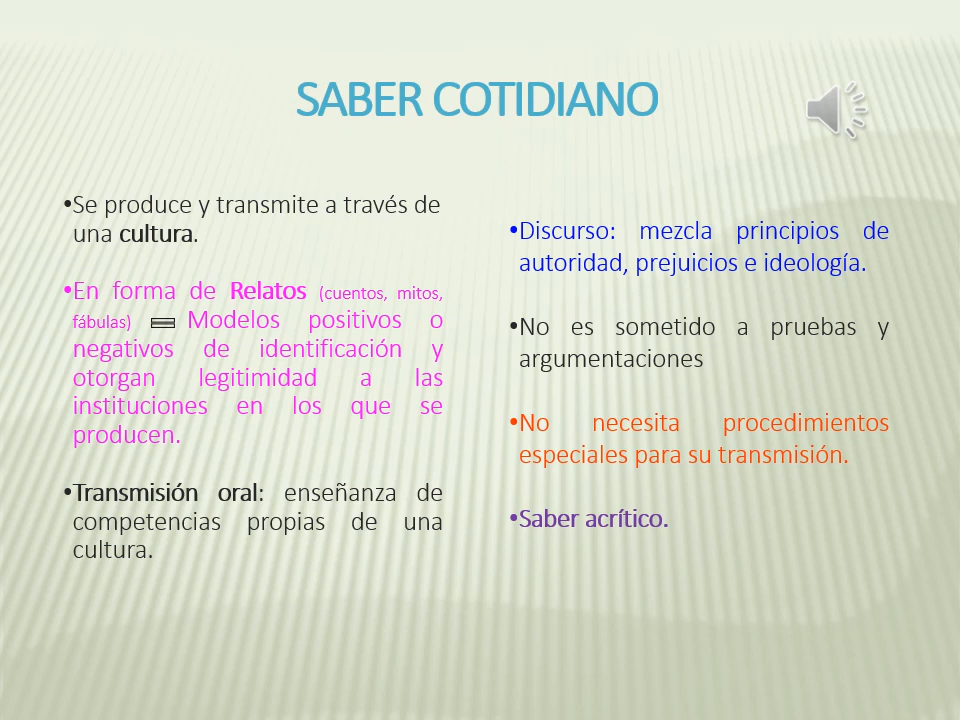 SABER COTIDIANO
•Se produce y transmite a través de
una cultura.
•En forma de Relatos (cuentos, mitos,
fábulas) = Modelos positivos o
negativos de identificación y
otorgan legitimidad a las
instituciones en los que se
producen.
•Transmisión oral: enseñanza de
competencias propias de una
cultura.
•Discurso: mezcla principios de
autoridad, prejuicios e ideología.
•No es sometido a pruebas y
argumentaciones
•No necesita procedimientos
especiales para su transmisión.
•Saber acrítico.